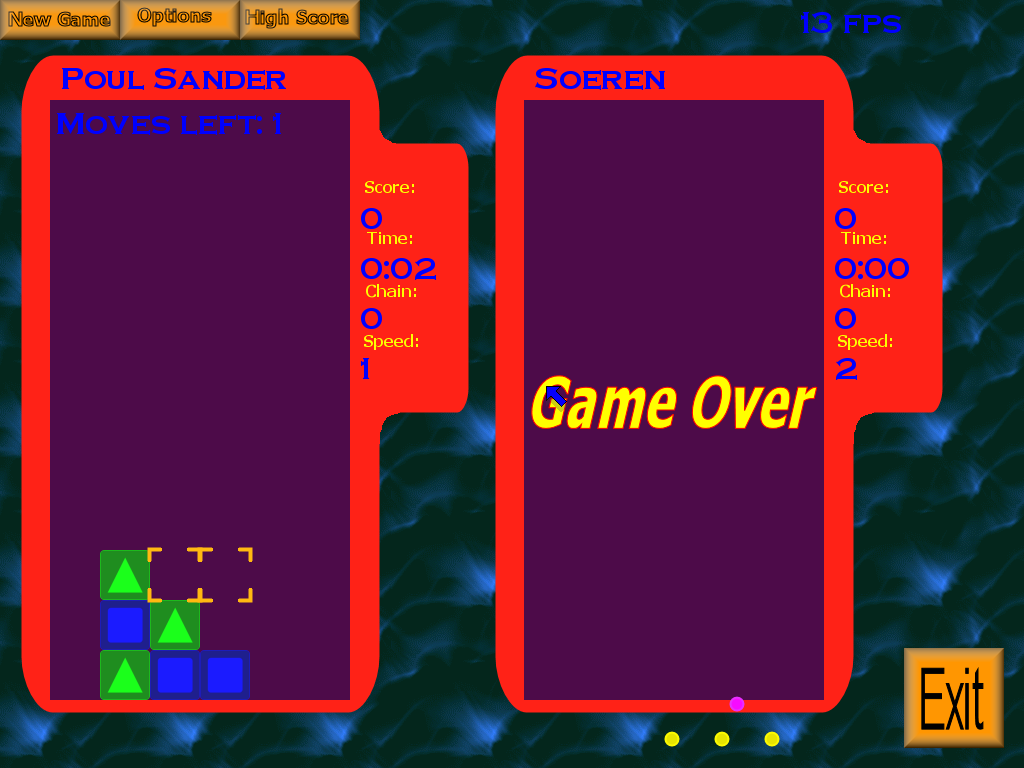 New Game Options High Score
13 FPS
Poul Sander
Moves left: 1
Score:
0
Time:
0:02
Chain:
0
Speed:
1
Soeren
Game Over
Score:
0
Time:
0:00
Chain:
0
Speed:
2
Exit